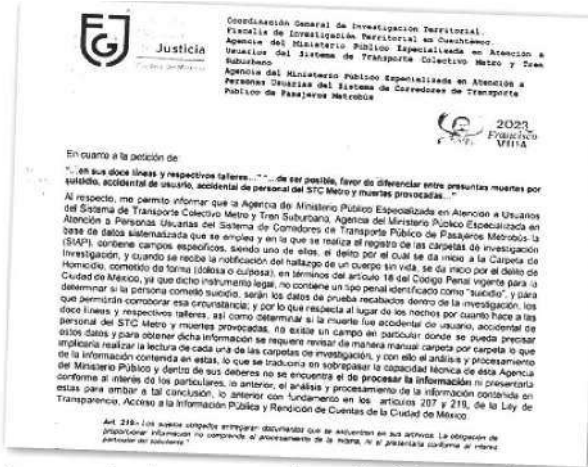 FGJ
Justicia
Ciudad de México
Coordinación General de Investigación Territorial.
Fiscalía de Investigación Territorial en Cuauhtémoc.
Agencia del Ministerio Público Especializada en Atención a
Usuarios del Sistema de Transporte Colectivo Metro y Tren
Suburbano
Agencia del Ministerio Público Especializada en Atención a
Personas Usuarias del Sistema de Corredores de Transporte
Público de Pasajeros Metrobús
2023
Francisco
VILLA
En cuanto a la petición de:
"...en sus doce líneas y respectivos talleres..." "...de ser posible, favor de diferenciar entre presuntas muertes por
suicidio, accidental de usuario, accidental de personal del STC Metro y muertes provocadas..."
Al respecto, me permito informar que la Agencia de Ministerio Público Especializada en Atención a Usuarios
del Sistema de Transporte Colectivo Metro y Tren Suburbano, Agencia del Ministerio Público Especializada en
Atención a Personas Usuarias del Sistema de Corredores de Transporte Público de Pasajeros Metrobús- la
base de datos sistematizada que se emplea y en la que se realiza el registro de las carpetas de investigación
(SIAP), contiene campos específicos, siendo uno de ellos, el delito por el cual se da inicio a la Carpeta de
Investigación, y cuando se recibe la notificación del hallazgo de un cuerpo sin vida, se da inicio por el delito de
Homicidio, cometido de forma (dolosa o culposa), en términos del artículo 18 del Código Penal vigente para la
Ciudad de México, ya que dicho instrumento legal, no contiene un tipo penal identificado como "suicidio", y para
determinar si la persona cometió suicidio, serán los datos de prueba recabados dentro de la investigación, los
que permitirán corroborar esa circunstancia; y por lo que respecta al lugar de los hechos por cuanto hace a las
doce líneas y respectivos talleres, así como determinar si la muerte fue accidental de usuario, accidental de
personal del STC Metro y muertes provocadas, no existe un campo en particular donde se pueda precisar
estos datos y para obtener dicha información se requiere revisar de manera manual carpeta por carpeta lo que
implicaría realizar la lectura de cada una de las carpetas de investigación, y con ello el análisis y procesamiento
de la información contenida en estas, lo que se traduciría en sobrepasar la capacidad técnica de ésta Agencia
del Ministerio Público y dentro de sus deberes no se encuentra el de procesar la información ni presentarla
conforme al interés de los particulares, lo anterior, el análisis y procesamiento de la información contenida en
estas para arribar a tal conclusión, lo anterior con fundamento en los artículos 207 y 219, de la Ley de
Transparencia, Acceso a la Información Pública y Rendición de Cuentas de la Ciudad de México.
Art. 219.- Los sujetos obligados entregarán documentos que se encuentren en sus archivos. La obligación de
proporcionar información no comprende el procesamiento de la misma, ni el presentarla conforme al interés
particular del solicitante."